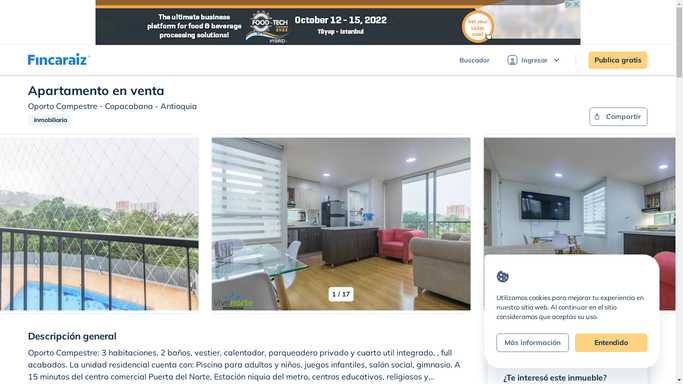 The ultimate business
platform for food & beverage
processing solutions!
FOOD-TECH
October 12 - 15, 2022
Tüyap - Istanbul
Get your
ticket
now!
Fincaraiz
Buscador
Ingresar
Publica gratis
Apartamento en venta
Oporto Campestre - Copacabana - Antioquia
Inmobiliaria
Compartir
1 / 17
Utilizamos cookies para mejorar tu experiencia en
nuestro sitio web. Al continuar en el sitio
consideramos que aceptas su uso.
Más información
Entendido
Descripción general
Oporto Campestre: 3 habitaciones, 2 baños, vestier, calentador, parqueadero privado y cuarto util integrado, , full
acabados. La unidad residencial cuenta con: Piscina para adultos y niños, juegos infantiles, salón social, gimnasio. A
15 minutos del centro comercial Puerta del Norte, Estación niquia del metro, centros educativos, religiosos y...
¿Te interesó este inmueble?